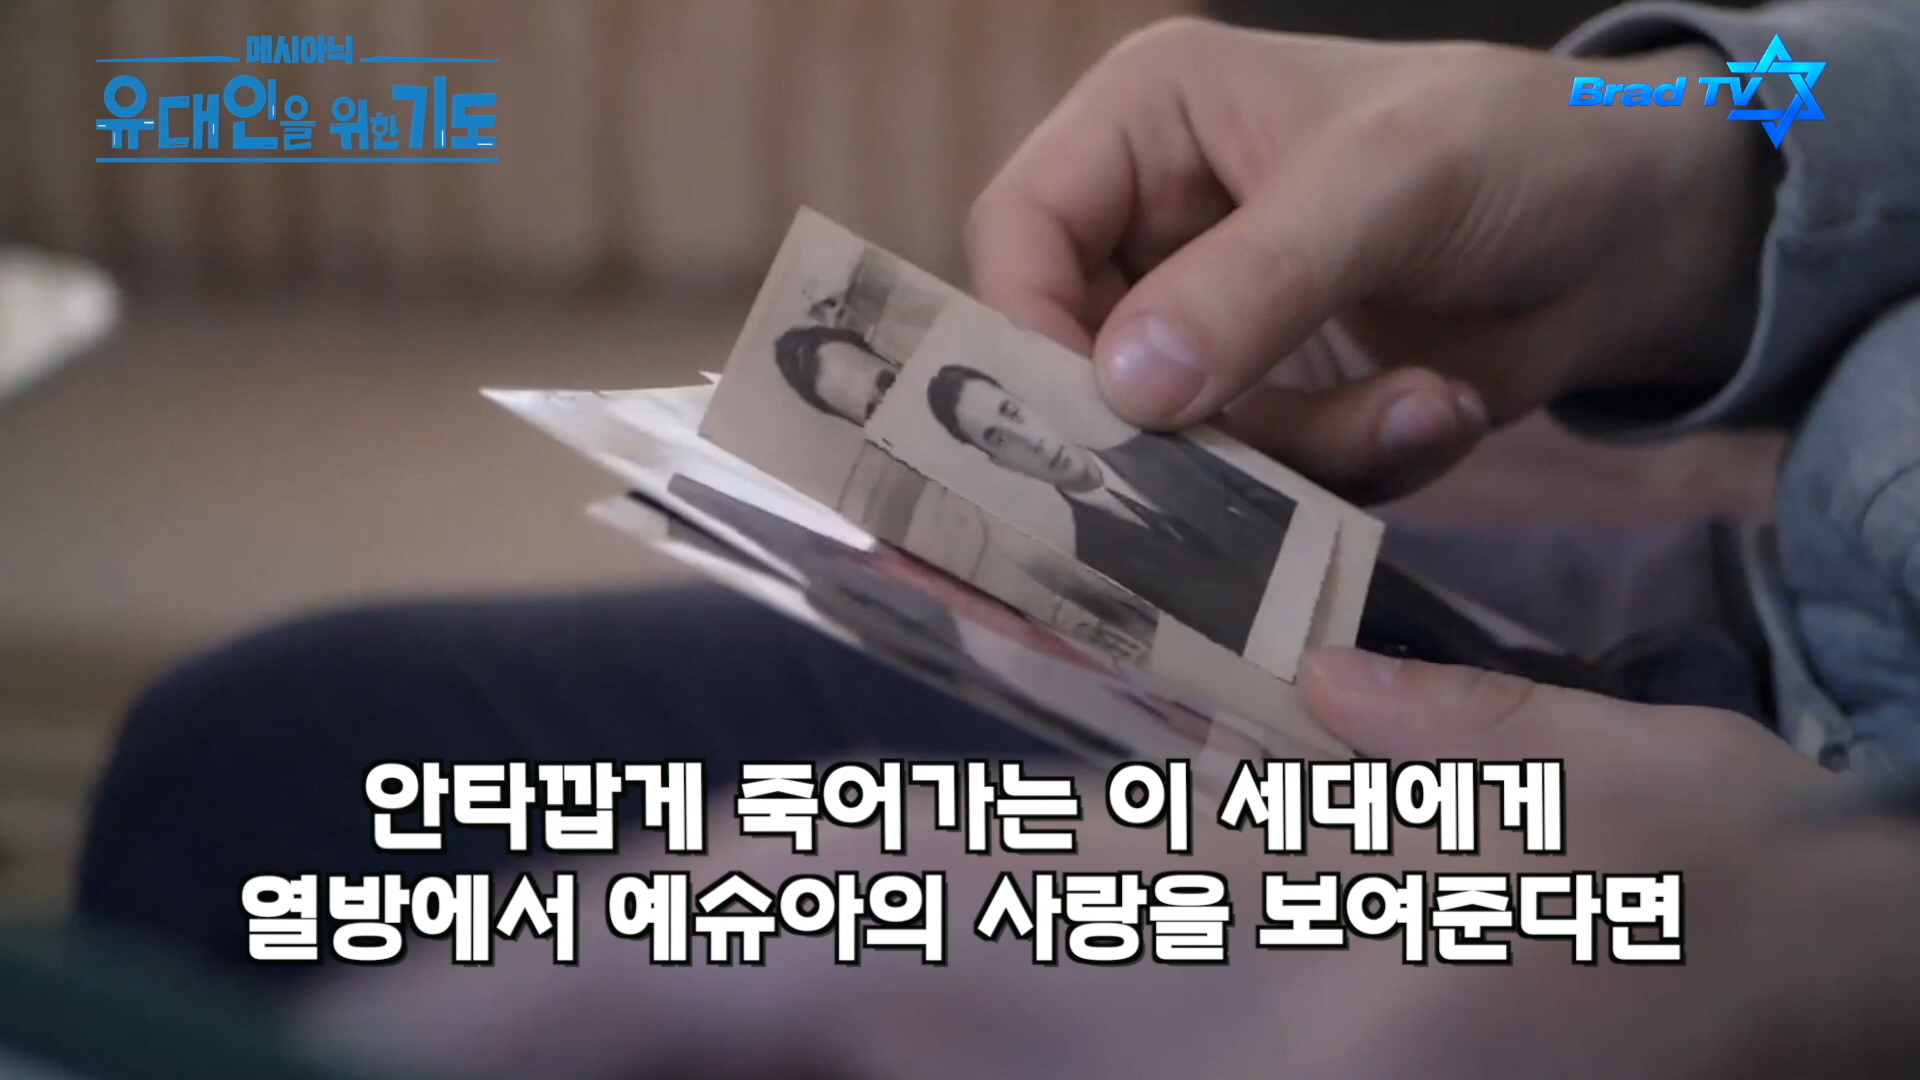 메시아닉
유대인을 위한 기도
Brad TV
안타깝게 죽어가는 이 세대에게
열방에서 예슈아의 사랑을 보여준다면